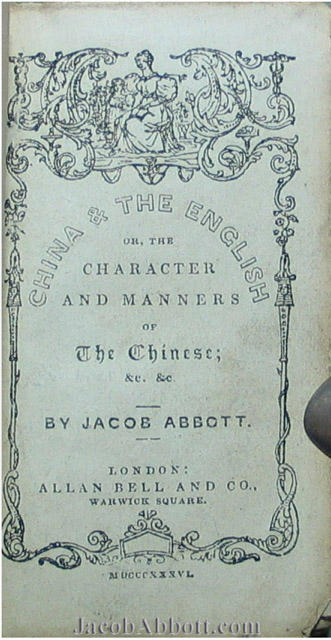 CHINA & THE ENGLISH
OR, THE
CHARACTER
AND MANNERS
OF
The Chinese;
&c. &c
BY JACOB ABBOTT.
LONDON:
ALLAN BELL AND CO.,
WARWICK SQUARE.
MDCCCXXXVI.
JacobAbbott.com